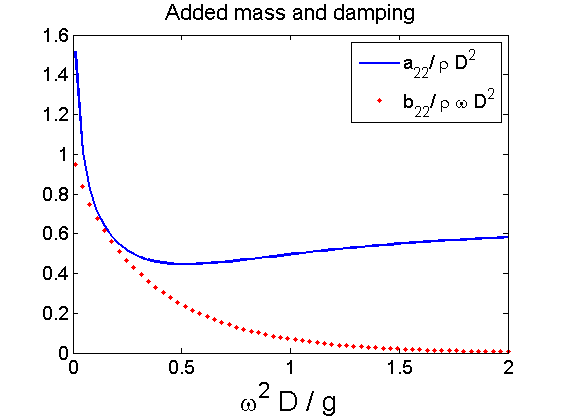 Added mass and damping
1.6
1.4
1.2
1
0.8
0.6
0.4
0.2
0
a₂₂/ ρ D²
b₂₂/ ρ ω D²
0 0.5 1 1.5 2
ω² D / g